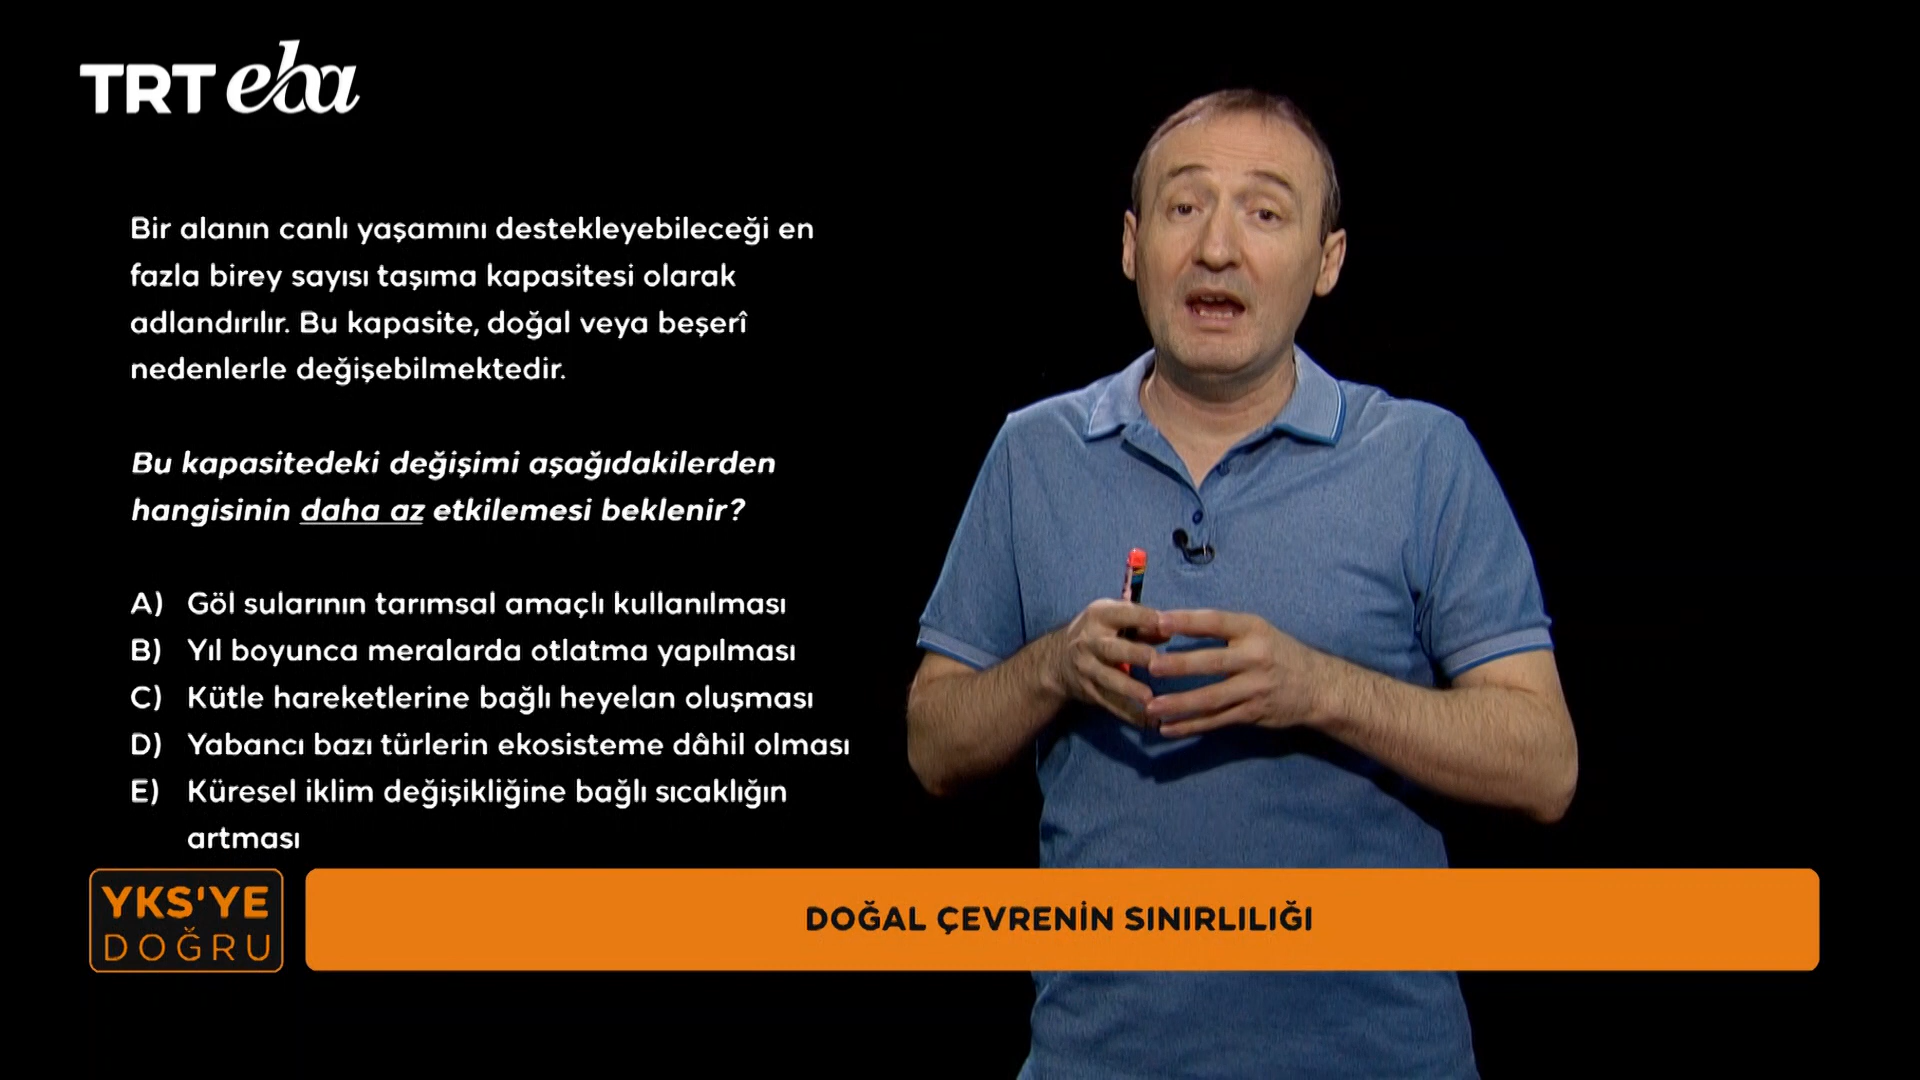 TRT eba
Bir alanın canlı yaşamını destekleyebileceği en
fazla birey sayısı taşıma kapasitesi olarak
adlandırılır. Bu kapasite, doğal veya beşerî
nedenlerle değişebilmektedir.
Bu kapasitedeki değişimi aşağıdakilerden
hangisinin daha az etkilemesi beklenir?
A) Göl sularının tarımsal amaçlı kullanılması
B) Yıl boyunca meralarda otlatma yapılması
C) Kütle hareketlerine bağlı heyelan oluşması
D) Yabancı bazı türlerin ekosisteme dâhil olması
E) Küresel iklim değişikliğine bağlı sıcaklığın
artması
YKS'YE
DOĞRU
DOĞAL ÇEVRENİN SINIRLILIĞI